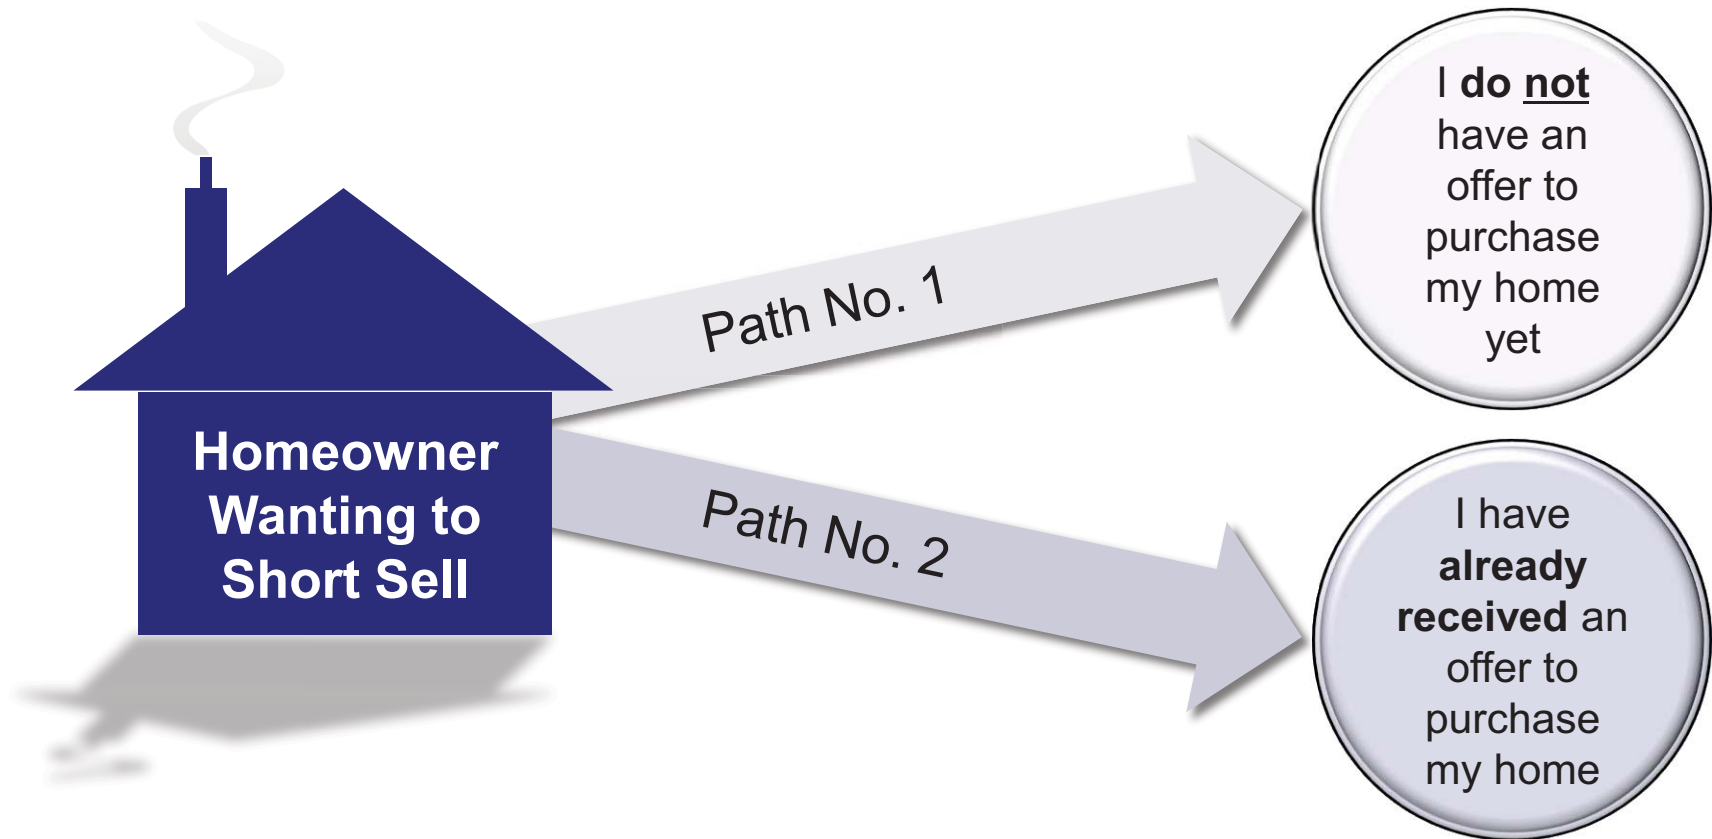 Homeowner
Wanting to
Short Sell
Path No. 1
I do not
have an
offer to
purchase
my home
yet
Path No. 2
I have
already
received an
offer to
purchase
my home